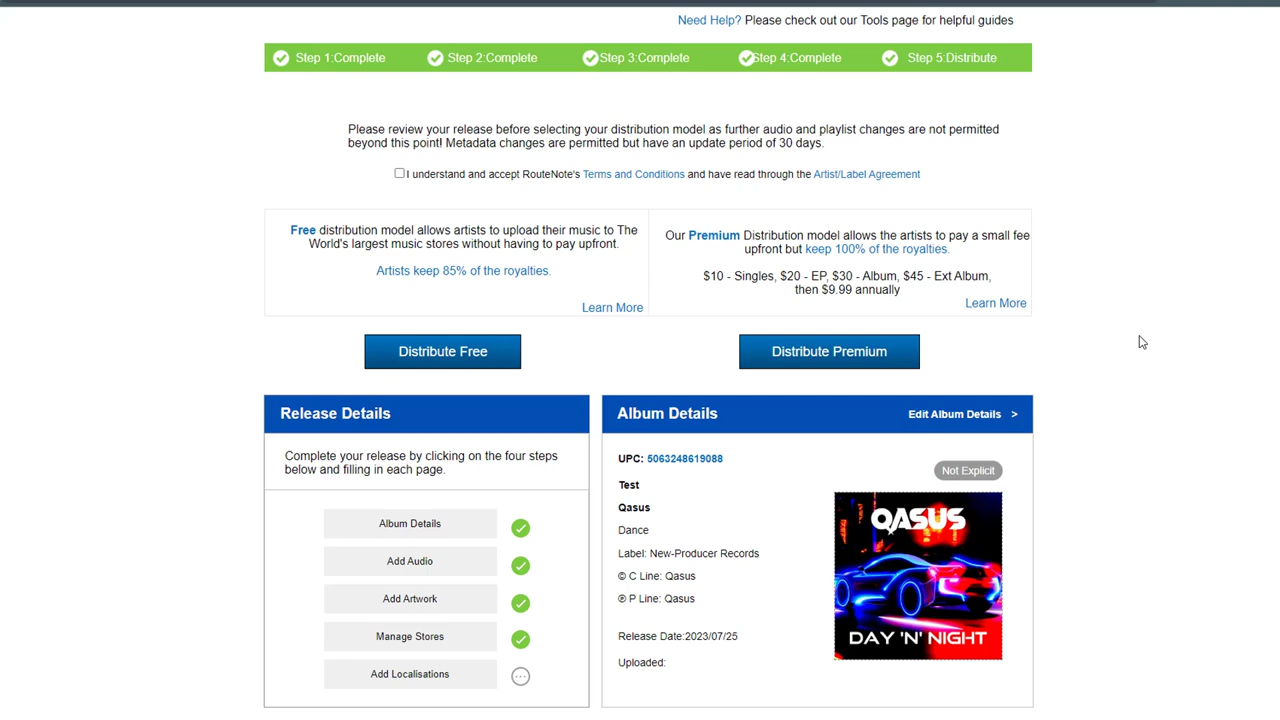 Need Help? Please check out our Tools page for helpful guides
Step 1:Complete
Step 2:Complete
Step 3:Complete
Step 4:Complete
Step 5:Distribute
Please review your release before selecting your distribution model as further audio and playlist changes are not permitted
beyond this point! Metadata changes are permitted but have an update period of 30 days.
I understand and accept RouteNote's Terms and Conditions and have read through the Artist/Label Agreement
Free distribution model allows artists to upload their music to The
World's largest music stores without having to pay upfront.
Artists keep 85% of the royalties.
Learn More
Our Premium Distribution model allows the artists to pay a small fee
upfront but keep 100% of the royalties.
$10 - Singles, $20 - EP, $30 - Album, $45 - Ext Album,
then $9.99 annually
Learn More
Distribute Free
Distribute Premium
Release Details
Complete your release by clicking on the four steps
below and filling in each page.
Album Details
Add Audio
Add Artwork
Manage Stores
Add Localisations
Album Details
Edit Album Details >
UPC: 5063248619088
Not Explicit
Test
Qasus
Dance
Label: New-Producer Records
© C Line: Qasus
℗ P Line: Qasus
Release Date:2023/07/25
Uploaded:
QASUS
DAY 'N' NIGHT